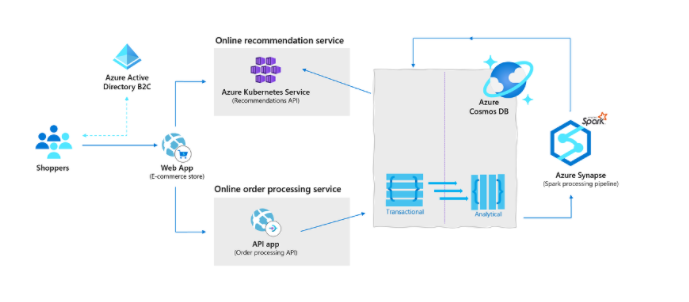 Online recommendation service
Azure Active
Directory B2C
Azure Kubernetes Service
(Recommendations API)
Azure
Cosmos DB
Spark
Shoppers
Web App
(E-commerce store)
Azure Synapse
(Spark processing pipeline)
Online order processing service
Transactional
Analytical
API app
(Order processing API)